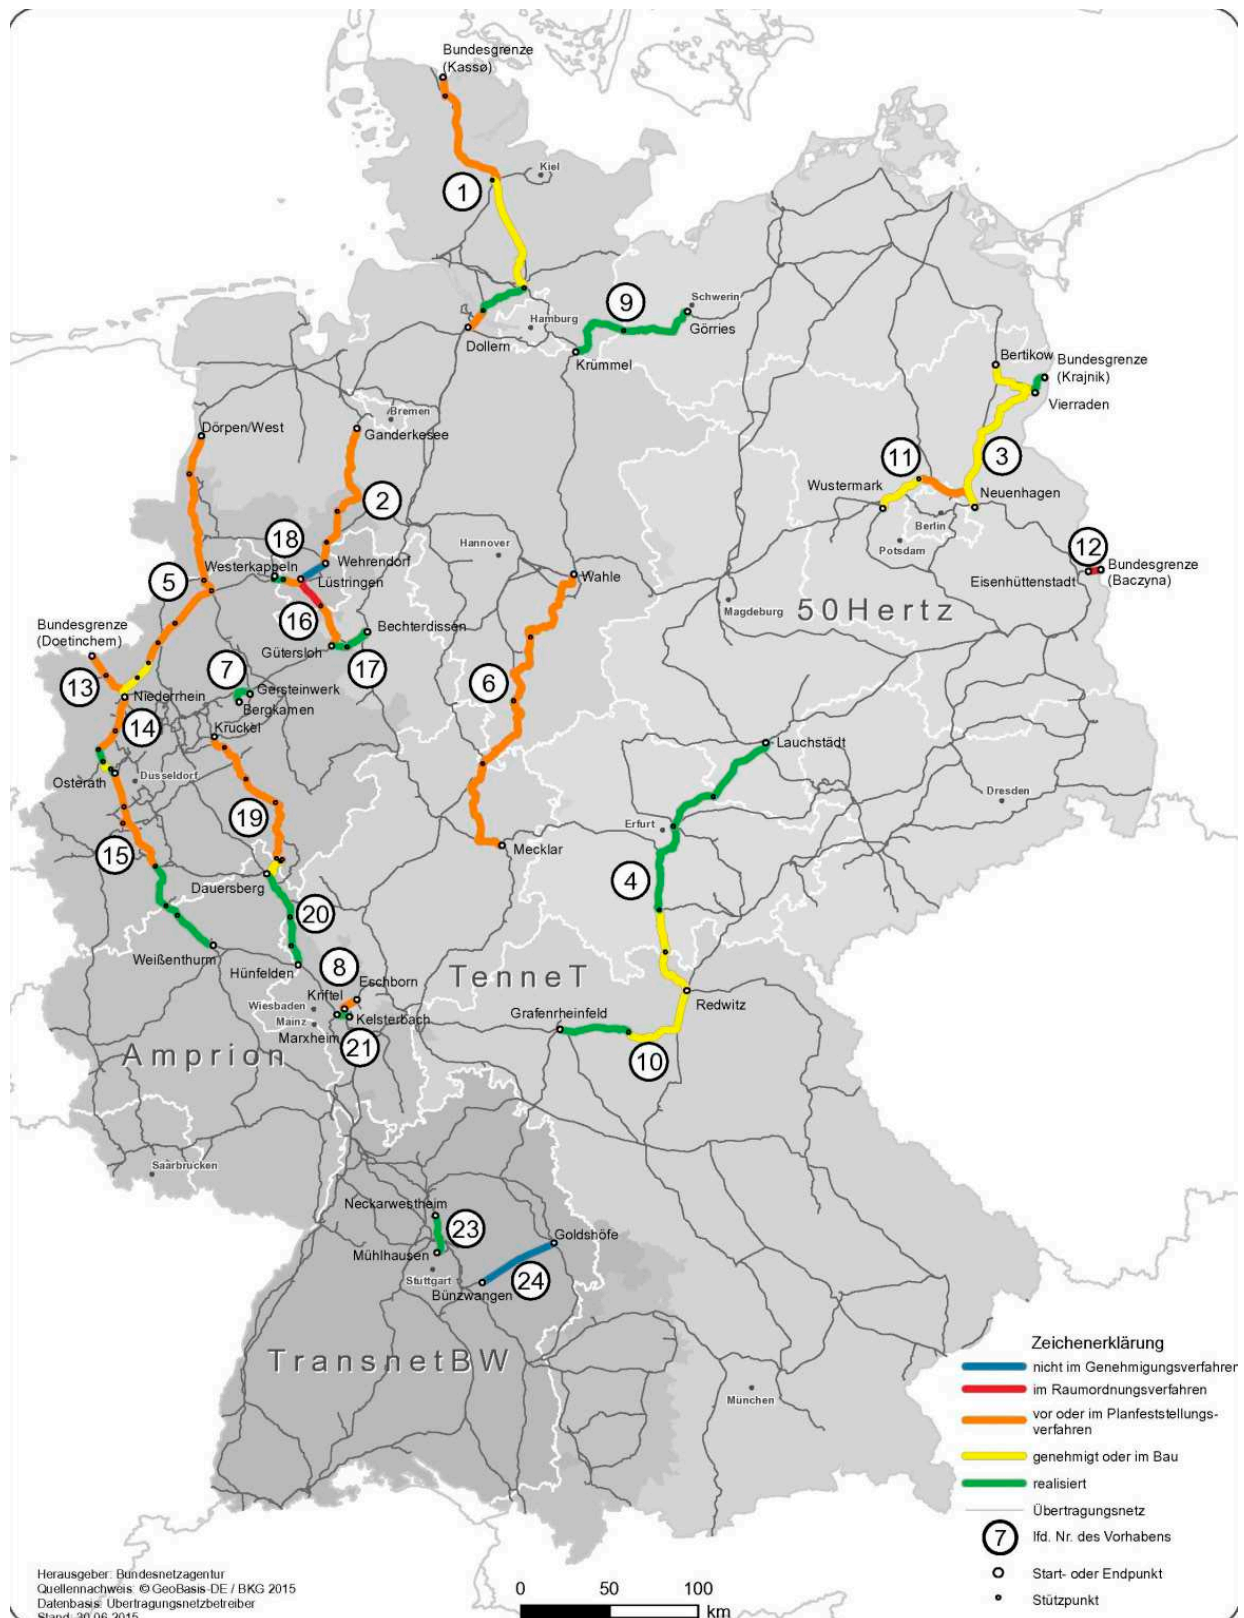 Bundesgrenze
(Kassø)
Kiel
1
Schwerin
9
Hamburg
Görries
Dollern
Krümmel
Bertikow
Bundesgrenze
(Krajnik)
Vierraden
Bremen
Dörpen/West
Ganderkesee
11
3
Wustermark
2
Neuenhagen
Berlin
18
Hannover
Potsdam
12
Westerkappeln
Wehrendorf
Bundesgrenze
(Baczyna)
5
Lüstringen
Wahle
Eisenhüttenstadt
Magdeburg
50Hertz
Bundesgrenze
(Doetinchem)
16
Bechterdissen
Gütersloh
17
13
7
6
Gersteinwerk
Niederrhein
Bergkamen
14
Kruckel
Lauchstädt
Osterath
Dusseldorf
Dresden
19
Erfurt
15
Mecklar
Dauersberg
4
20
Weißenthurm
Hünfelden
8
Eschborn
TenneT
Kriftel
Redwitz
Wiesbaden
Grafenrheinfeld
Kelsterbach
Mainz
Marxheim
21
10
Amprion
Saarbrucken
Neckarwestheim
23
Goldshöfe
Mühlhausen
Stuttgart
24
Bünzwangen
TransnetBW
München
Zeichenerklärung
nicht im Genehmigungsverfahren
im Raumordnungsverfahren
vor oder im Planfeststellungs-
verfahren
genehmigt oder im Bau
realisiert
Übertragungsnetz
7 lfd. Nr. des Vorhabens
Start- oder Endpunkt
Stützpunkt
Herausgeber: Bundesnetzagentur
Quellennachweis: © GeoBasis-DE / BKG 2015
Datenbasis: Übertragungsnetzbetreiber
Stand: 30.06.2015
0 50 100
km